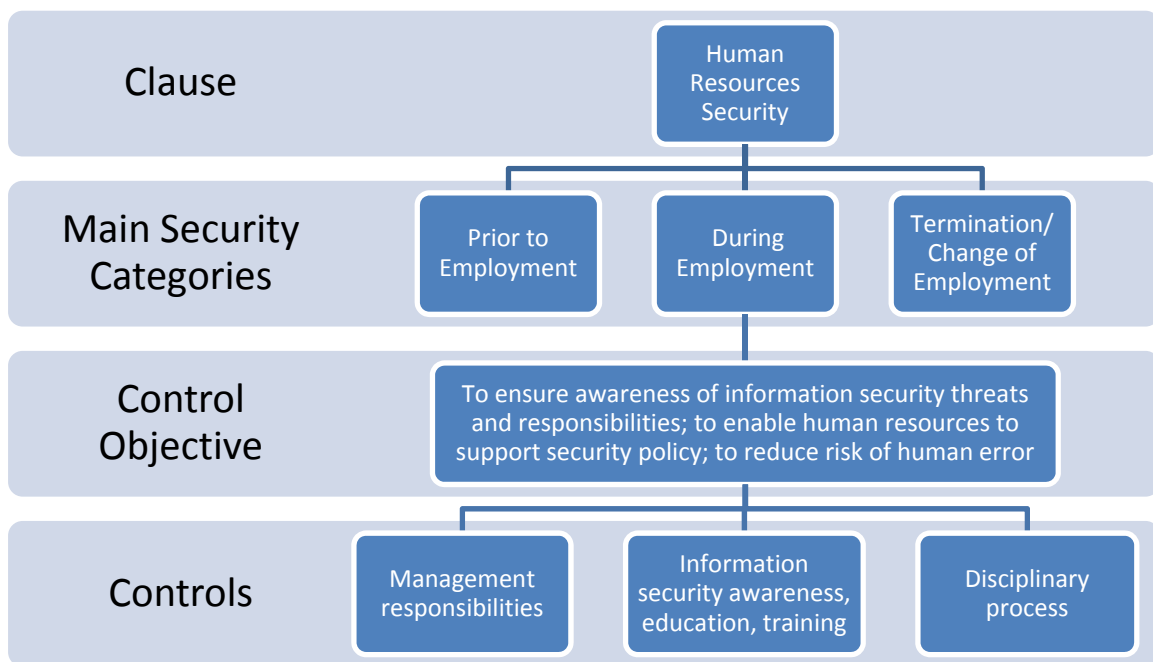 Clause
Human
Resources
Security
Main Security
Categories
Prior to
Employment
During
Employment
Termination/
Change of
Employment
Control
Objective
To ensure awareness of information security threats
and responsibilities; to enable human resources to
support security policy; to reduce risk of human error
Controls
Management
responsibilities
Information
security awareness,
education, training
Disciplinary
process